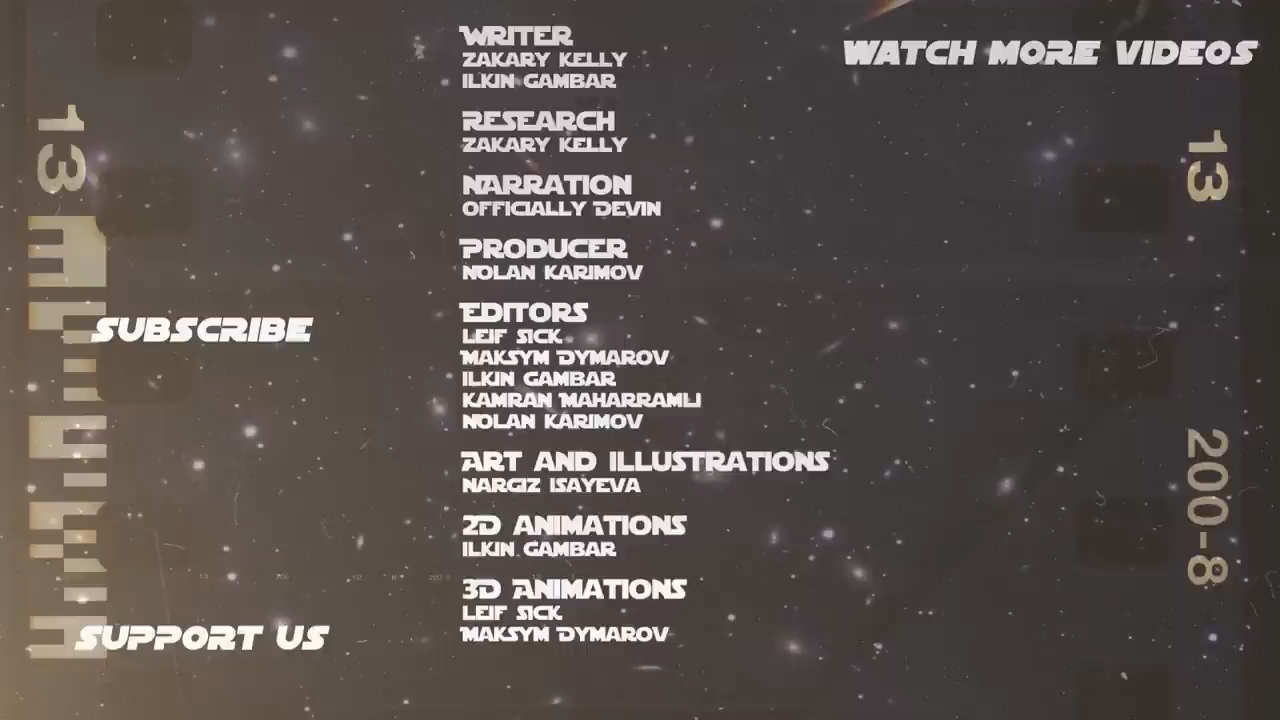 WRITER
ZAKARY KELLY
ILKIN GAMBAR
RESEARCH
ZAKARY KELLY
NARRATION
OFFICIALLY DEVIN
PRODUCER
NOLAN KARIMOV
EDITORS
LEIF SICK
MAKSYM DYMAROV
ILKIN GAMBAR
KAMRAN MAHARRAMLI
NOLAN KARIMOV
ART AND ILLUSTRATIONS
NARGIZ ISAYEVA
2D ANIMATIONS
ILKIN GAMBAR
3D ANIMATIONS
LEIF SICK
MAKSYM DYMAROV
WATCH MORE VIDEOS
SUBSCRIBE
SUPPORT US
13
13
200-8